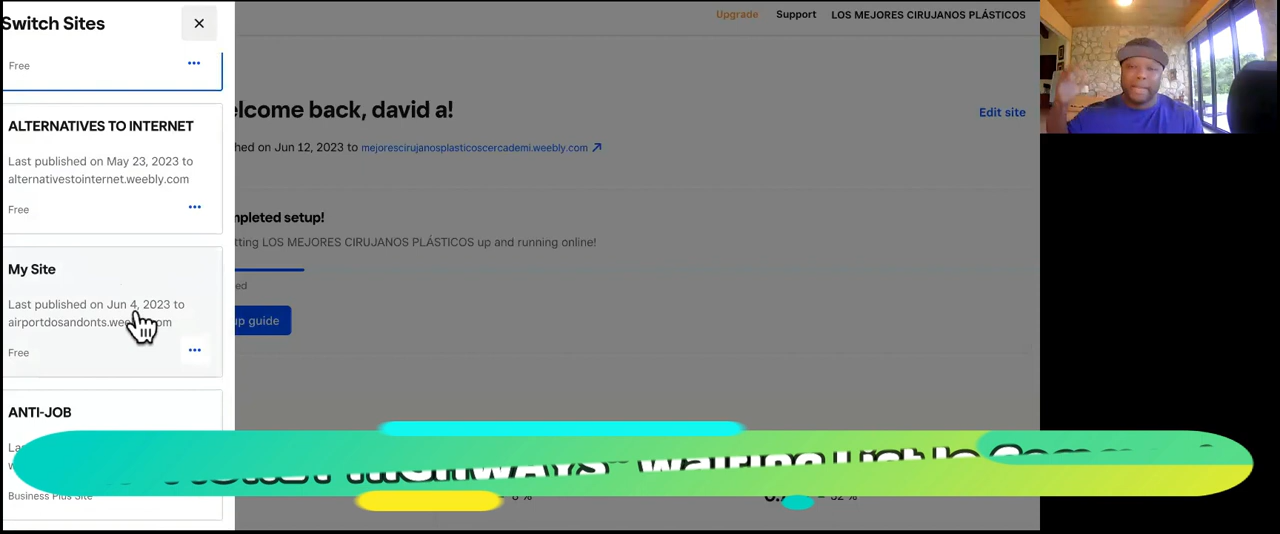 Switch Sites
Upgrade Support LOS MEJORES CIRUJANOS PLÁSTICOS
Free
elcome back, david a!
Edit site
hed on Jun 12, 2023 to mejorescirujanosplasticoscercademi.weebly.com
ALTERNATIVES TO INTERNET
Last published on May 23, 2023 to
alternativestointernet.weebly.com
Free
mpleted setup!
tting LOS MEJORES CIRUJANOS PLÁSTICOS up and running online!
ed
up guide
My Site
Last published on Jun 4, 2023 to
Free
ANTI-JOB
Business Plus Site